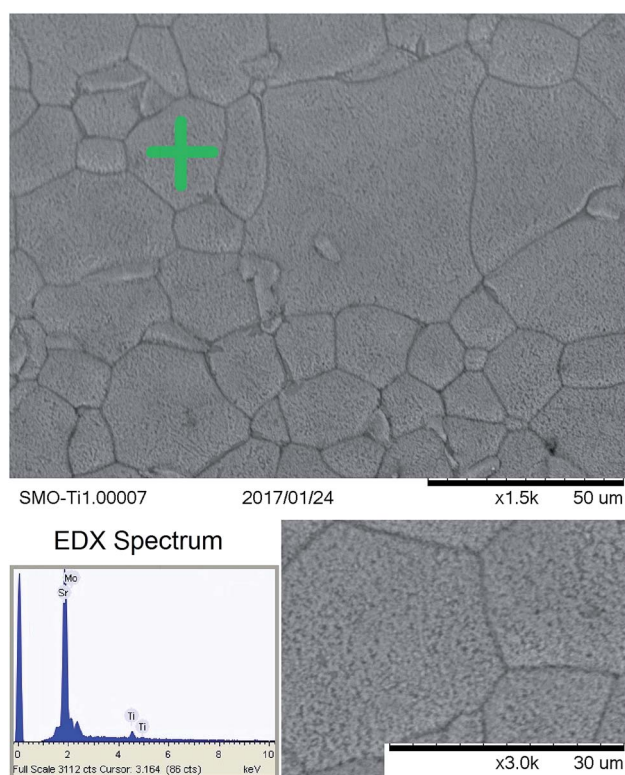 SMO-Ti1.00007 2017/01/24 x1.5k 50 um
EDX Spectrum
Mo
Sr
Ti
Ti
0 2 4 6 8 10
Full Scale 3112 cts Cursor: 3.164 (86 cts) keV
x3.0k 30 um